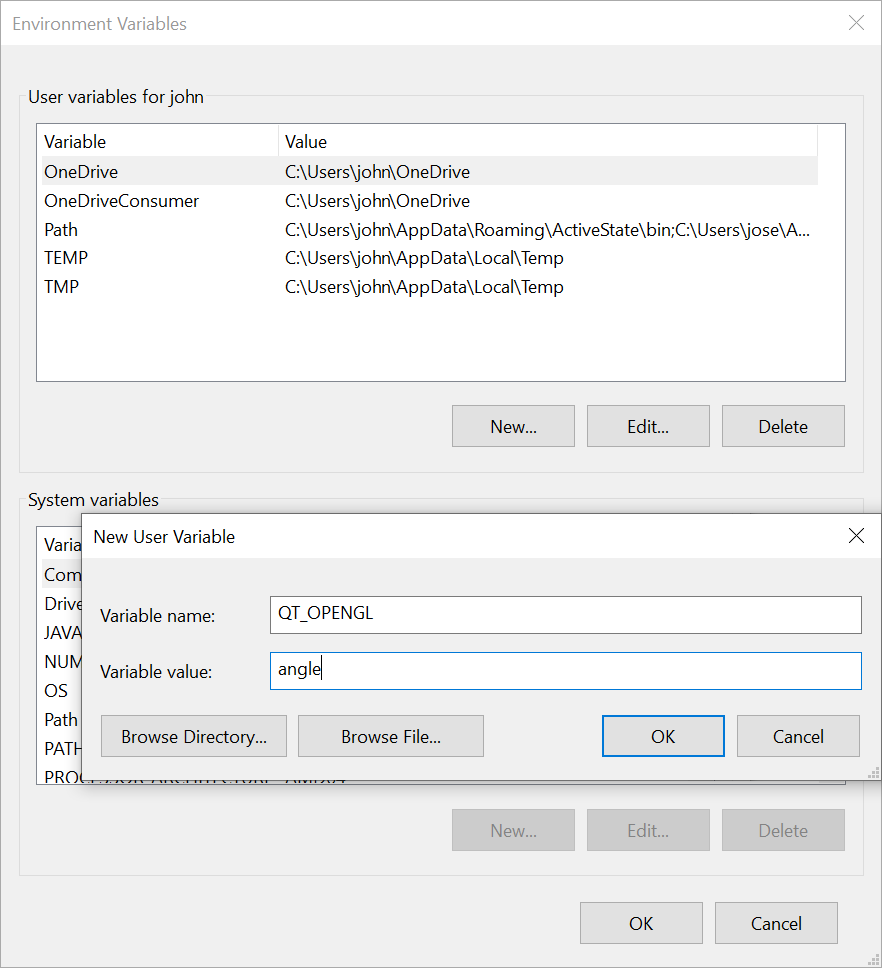 Environment Variables
User variables for john
Variable Value
OneDrive C:\Users\john\OneDrive
OneDriveConsumer C:\Users\john\OneDrive
Path C:\Users\john\AppData\Roaming\ActiveState\bin;C:\Users\jose\A...
TEMP C:\Users\john\AppData\Local\Temp
TMP C:\Users\john\AppData\Local\Temp
New... Edit... Delete
System variables
Varia
Com
Drive
JAVA
NUM
OS
Path
PATH
New User Variable
Variable name: QT_OPENGL
Variable value: angle
Browse Directory... Browse File... OK Cancel
New... Edit... Delete
OK Cancel